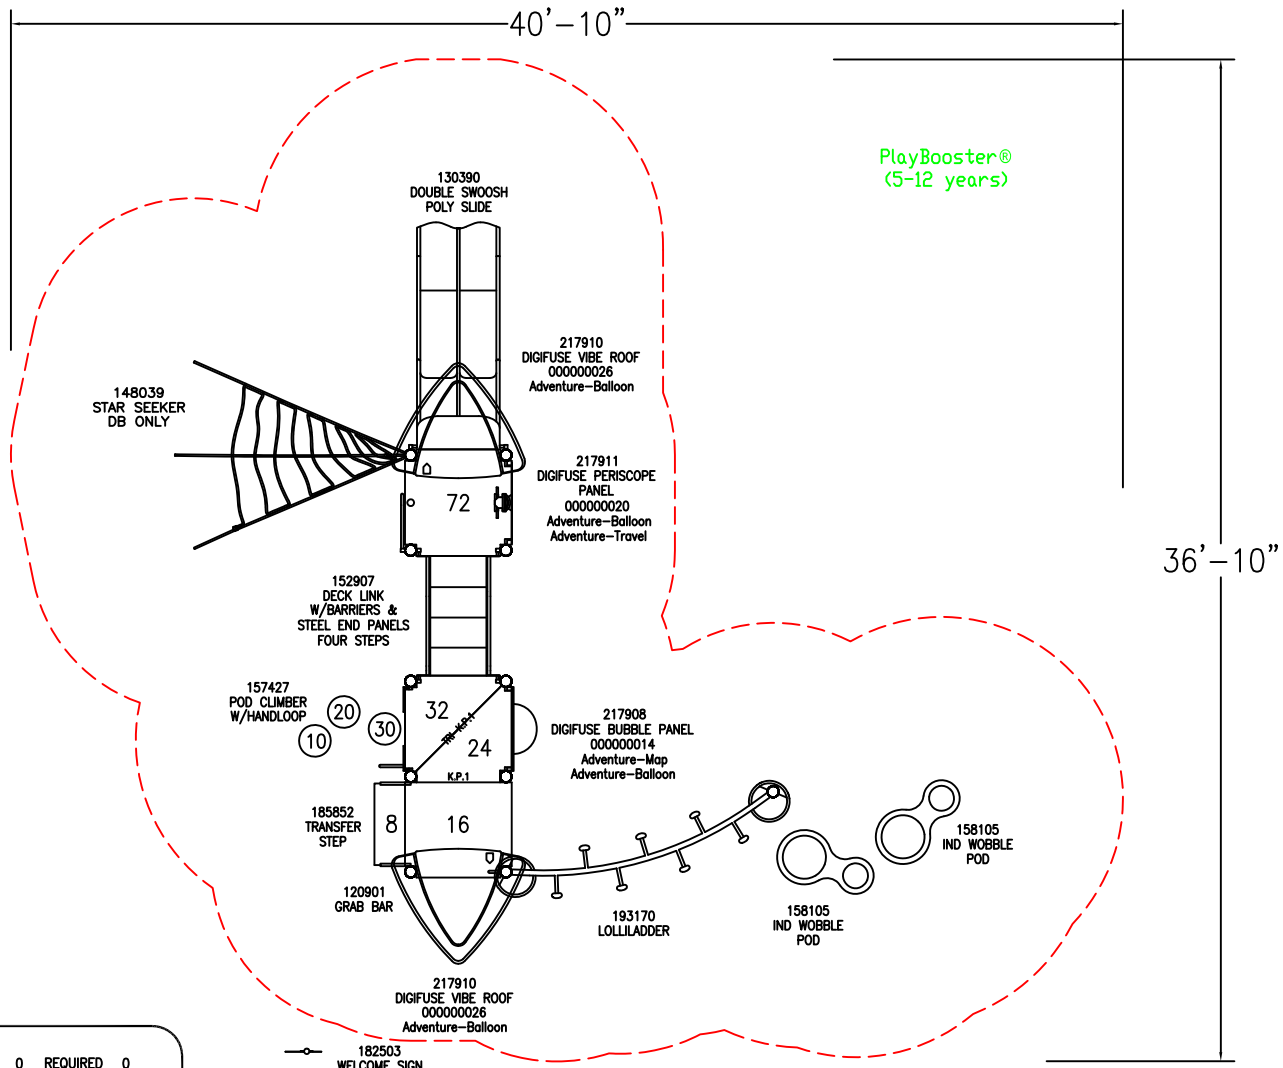 40'-10"
PlayBooster®
(5-12 years)
130390
DOUBLE SWOOSH
POLY SLIDE
217910
DIGIFUSE VIBE ROOF
000000026
Adventure-Balloon
148039
STAR SEEKER
DB ONLY
217911
DIGIFUSE PERISCOPE
PANEL
000000020
Adventure-Balloon
Adventure-Travel
72
36'-10"
152907
DECK LINK
W/BARRIERS &
STEEL END PANELS
FOUR STEPS
157427
POD CLIMBER
W/HANDLOOP
20
30
10
32
TRI K.P.1
24
K.P.1
217908
DIGIFUSE BUBBLE PANEL
000000014
Adventure-Map
Adventure-Balloon
185852
TRANSFER
STEP
8
16
120901
GRAB BAR
193170
LOLLILADDER
158105
IND WOBBLE
POD
158105
IND WOBBLE
POD
217910
DIGIFUSE VIBE ROOF
000000026
Adventure-Balloon
182503
WELCOME SIGN
0 REQUIRED 0